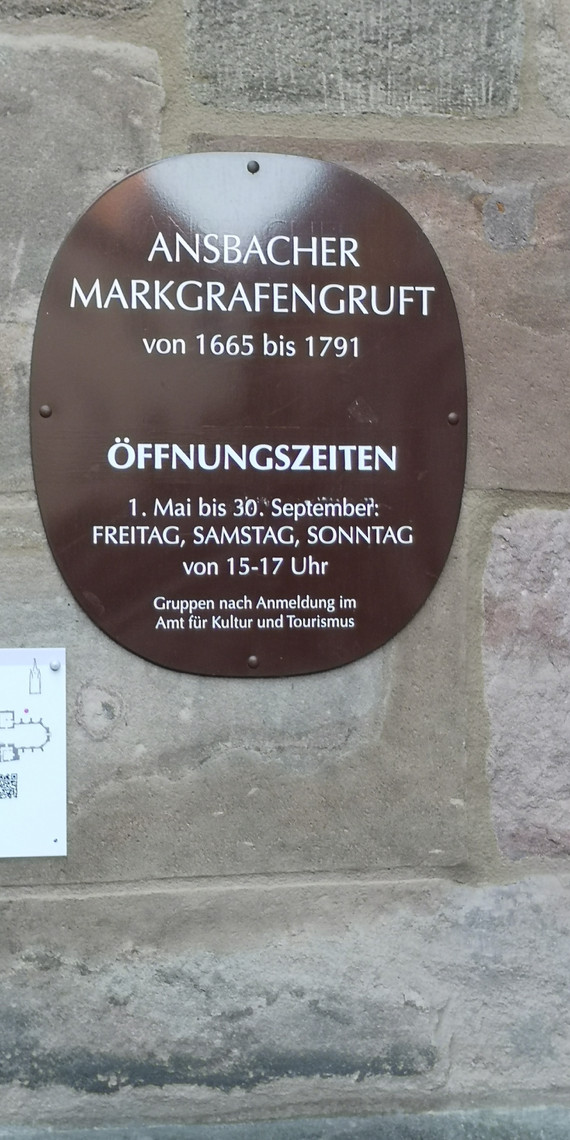 ANSBACHER
MARKGRAFENGRUFT
von 1665 bis 1791
ÖFFNUNGSZEITEN
1. Mai bis 30. September:
FREITAG, SAMSTAG, SONNTAG
von 15-17 Uhr
Gruppen nach Anmeldung im
Amt für Kultur und Tourismus